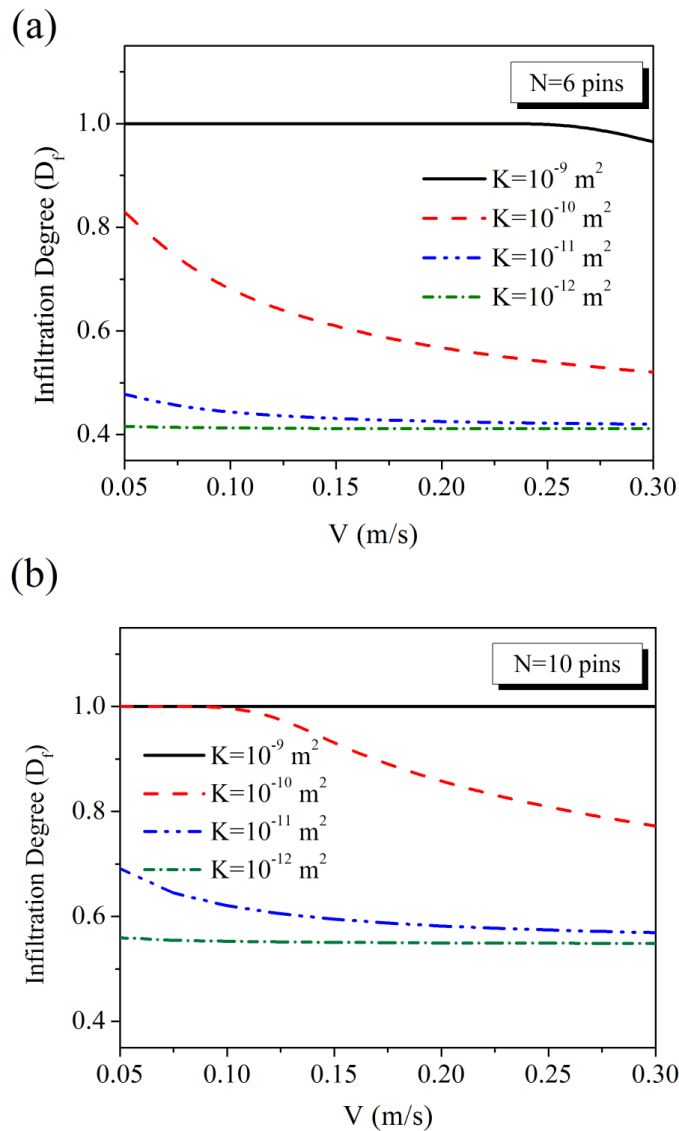 (a)
N=6 pins
Infiltration Degree (D_f)
1.0
0.8
0.6
0.4
K=10⁻⁹ m²
K=10⁻¹⁰ m²
K=10⁻¹¹ m²
K=10⁻¹² m²
0.05 0.10 0.15 0.20 0.25 0.30
V (m/s)
(b)
N=10 pins
Infiltration Degree (D_f)
1.0
0.8
0.6
0.4
K=10⁻⁹ m²
K=10⁻¹⁰ m²
K=10⁻¹¹ m²
K=10⁻¹² m²
0.05 0.10 0.15 0.20 0.25 0.30
V (m/s)